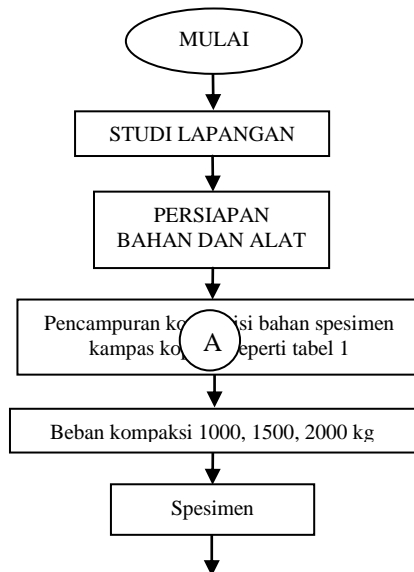 MULAI
STUDI LAPANGAN
PERSIAPAN
BAHAN DAN ALAT
Pencampuran bahan spesimen
A
kampas tabel 1
Beban kompaksi 1000, 1500, 2000 kg
Spesimen